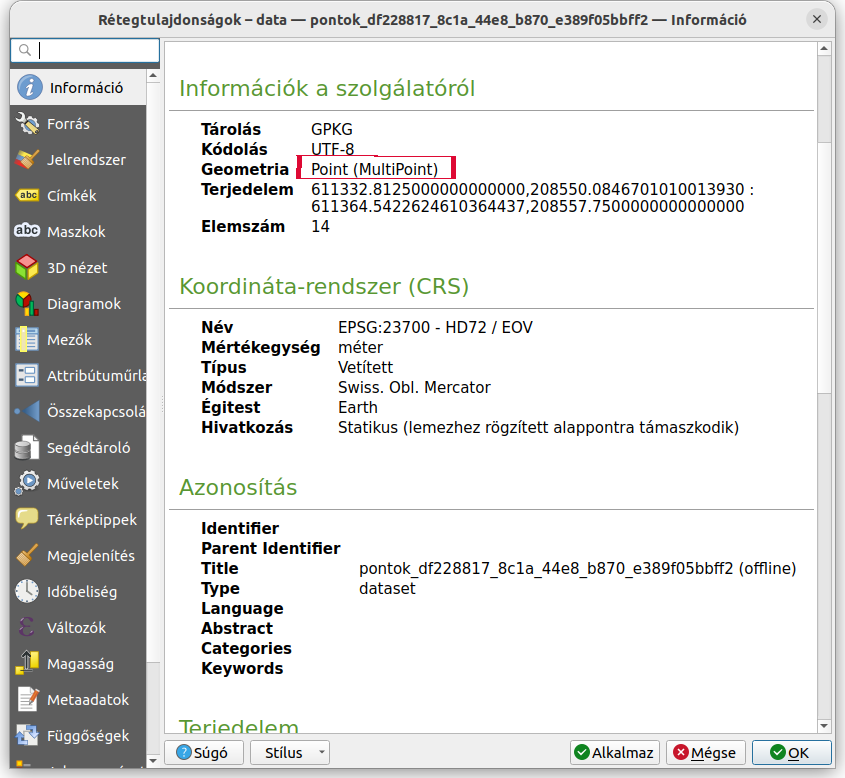 Rétegtulajdonságok – data — pontok_df228817_8c1a_44e8_b870_e389f05bbff2 — Információ
Információ
Forrás
Jelrendszer
abc Címkék
abc Maszkok
3D nézet
Diagramok
Mezők
Attribútuműrla
Összekapcsolá
Segédtároló
Műveletek
Térképtippek
Megjelenítés
Időbeliség
Változók
Magasság
Metaadatok
Függőségek
Információk a szolgálatóról
Tárolás GPKG
Kódolás UTF-8
Geometria Point (MultiPoint)
Terjedelem 611332.8125000000000000,208550.0846701010013930 :
611364.5422624610364437,208557.7500000000000000
Elemszám 14
Koordináta-rendszer (CRS)
Név EPSG:23700 - HD72 / EOV
Mértékegység méter
Típus Vetített
Módszer Swiss. Obl. Mercator
Égitest Earth
Hivatkozás Statikus (lemezhez rögzített alappontra támaszkodik)
Azonosítás
Identifier
Parent Identifier
Title pontok_df228817_8c1a_44e8_b870_e389f05bbff2 (offline)
Type dataset
Language
Abstract
Categories
Keywords
Terjedelem
Súgó
Stílus
Alkalmaz
Mégse
OK